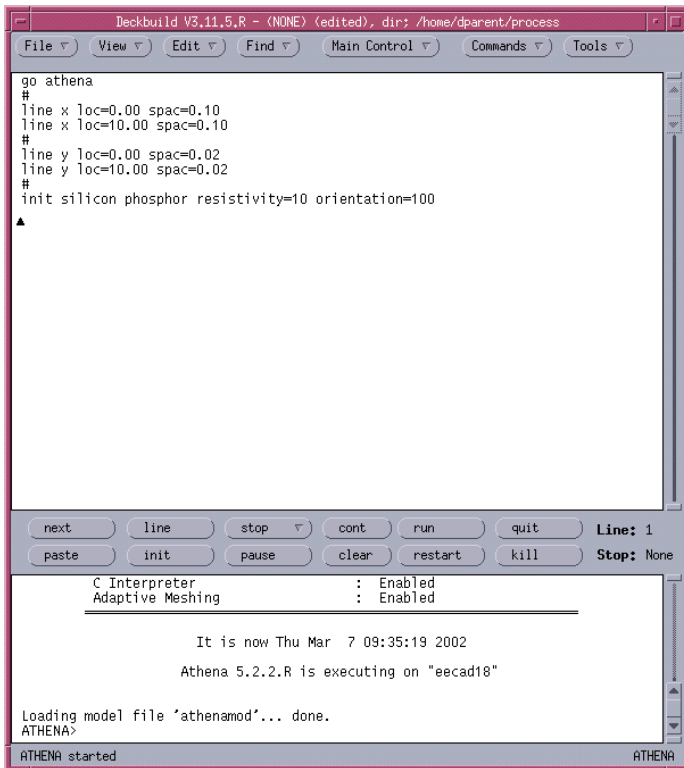 Deckbuild V3.11.5.R - (NONE) (edited), dir; /home/dparent/process
File View Edit Find Main Control Commands Tools
go athena
#
line x loc=0.00 spac=0.10
line x loc=10.00 spac=0.10
#
line y loc=0.00 spac=0.02
line y loc=10.00 spac=0.02
#
init silicon phosphor resistivity=10 orientation=100
next line stop cont run quit Line: 1
paste init pause clear restart kill Stop: None
C Interpreter : Enabled
Adaptive Meshing : Enabled
It is now Thu Mar 7 09:35:19 2002
Athena 5.2.2.R is executing on "eecad18"
Loading model file 'athenamod'... done.
ATHENA>
ATHENA started ATHENA